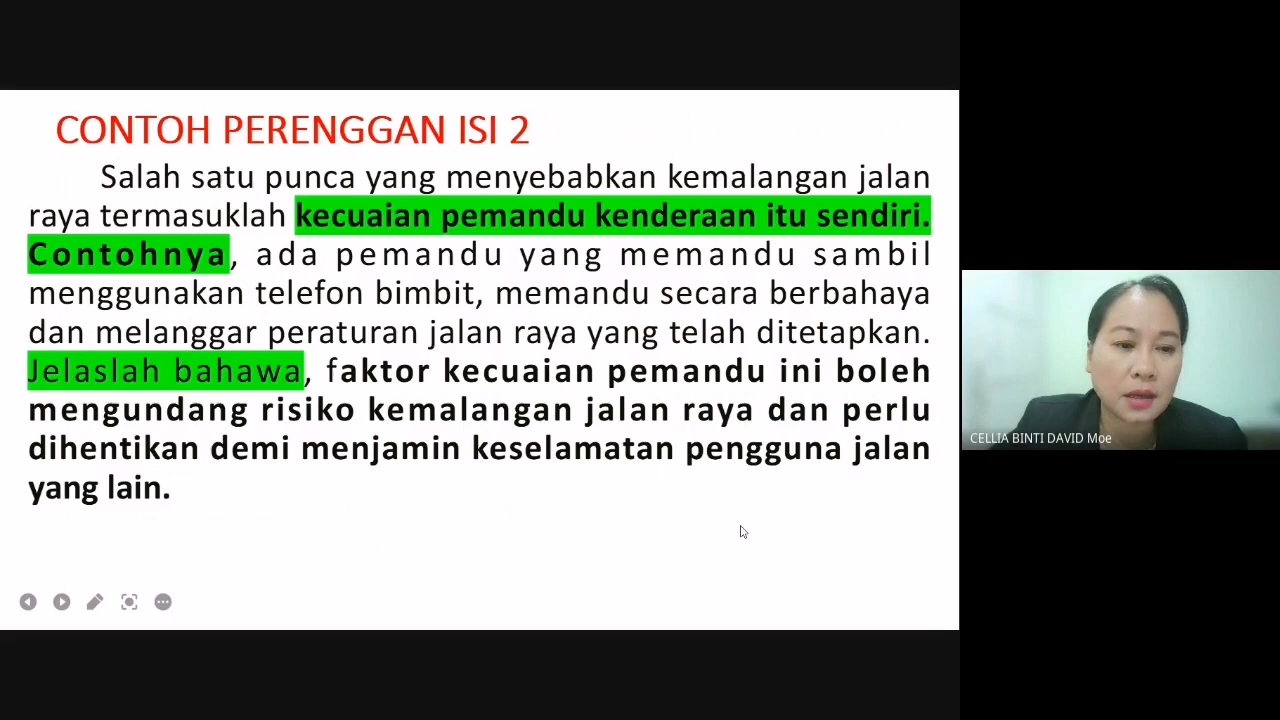 CONTOH PERENGGAN ISI 2
Salah satu punca yang menyebabkan kemalangan jalan
raya termasuklah kecuaian pemandu kenderaan itu sendiri.
Contohnya, ada pemandu yang memandu sambil
menggunakan telefon bimbit, memandu secara berbahaya
dan melanggar peraturan jalan raya yang telah ditetapkan.
Jelaslah bahawa, faktor kecuaian pemandu ini boleh
mengundang risiko kemalangan jalan raya dan perlu
dihentikan demi menjamin keselamatan pengguna jalan
yang lain.
CELLIA BINTI DAVID Moe